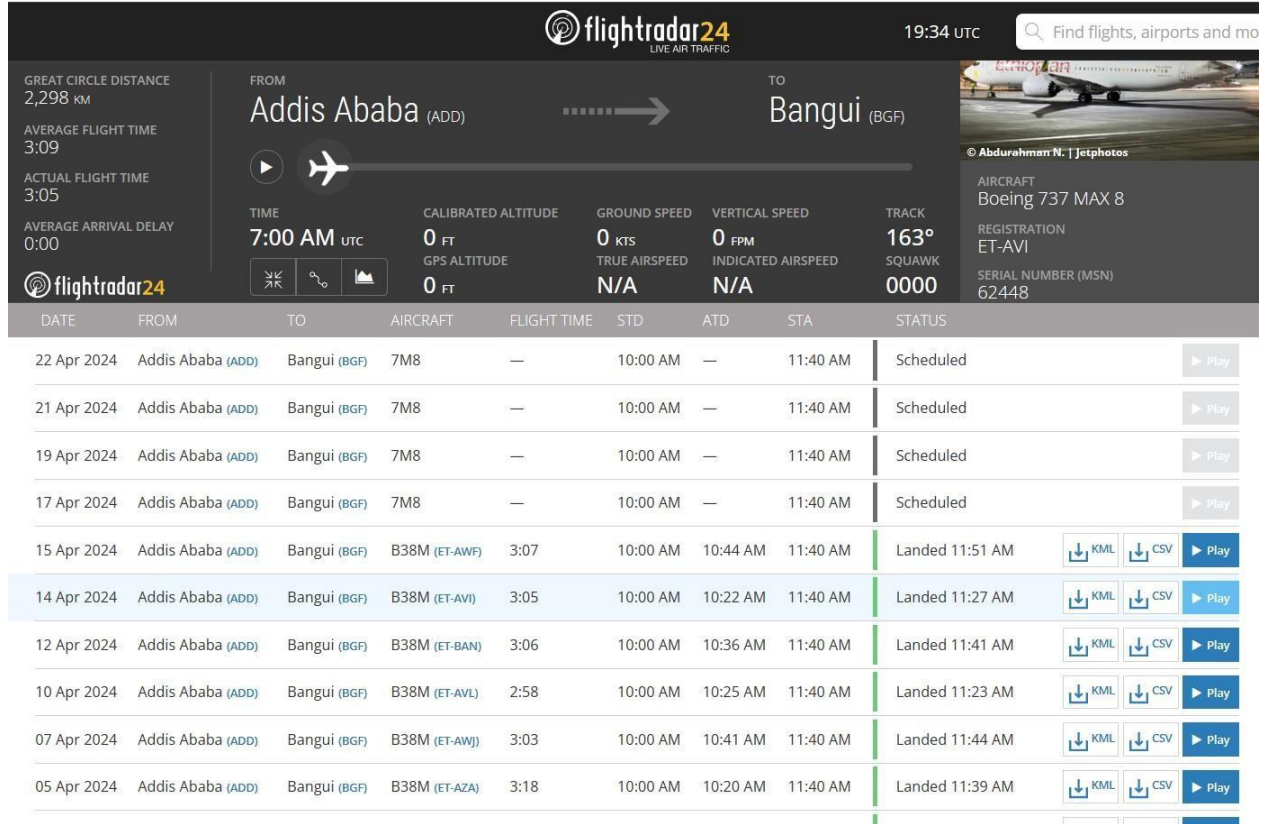 flightradar24
LIVE AIR TRAFFIC
19:34 UTC
Find flights, airports and mo
GREAT CIRCLE DISTANCE
2,298 KM
AVERAGE FLIGHT TIME
3:09
ACTUAL FLIGHT TIME
3:05
AVERAGE ARRIVAL DELAY
0:00
flightradar24
FROM
Addis Ababa (ADD)
TO
Bangui (BGF)
TIME
7:00 AM UTC
CALIBRATED ALTITUDE
0 FT
GPS ALTITUDE
0 FT
GROUND SPEED
0 KTS
TRUE AIRSPEED
N/A
VERTICAL SPEED
0 FPM
INDICATED AIRSPEED
N/A
TRACK
163°
SQUAWK
0000
Ethiopian
© Abdurahman N. | Jetphotos
AIRCRAFT
Boeing 737 MAX 8
REGISTRATION
ET-AVI
SERIAL NUMBER (MSN)
62448
DATE FROM TO AIRCRAFT FLIGHT TIME STD ATD STA STATUS
22 Apr 2024 Addis Ababa (ADD) Bangui (BGF) 7M8 — 10:00 AM — 11:40 AM Scheduled Play
21 Apr 2024 Addis Ababa (ADD) Bangui (BGF) 7M8 — 10:00 AM — 11:40 AM Scheduled Play
19 Apr 2024 Addis Ababa (ADD) Bangui (BGF) 7M8 — 10:00 AM — 11:40 AM Scheduled Play
17 Apr 2024 Addis Ababa (ADD) Bangui (BGF) 7M8 — 10:00 AM — 11:40 AM Scheduled Play
15 Apr 2024 Addis Ababa (ADD) Bangui (BGF) B38M (ET-AWF) 3:07 10:00 AM 10:44 AM 11:40 AM Landed 11:51 AM KML CSV Play
14 Apr 2024 Addis Ababa (ADD) Bangui (BGF) B38M (ET-AVI) 3:05 10:00 AM 10:22 AM 11:40 AM Landed 11:27 AM KML CSV Play
12 Apr 2024 Addis Ababa (ADD) Bangui (BGF) B38M (ET-BAN) 3:06 10:00 AM 10:36 AM 11:40 AM Landed 11:41 AM KML CSV Play
10 Apr 2024 Addis Ababa (ADD) Bangui (BGF) B38M (ET-AVL) 2:58 10:00 AM 10:25 AM 11:40 AM Landed 11:23 AM KML CSV Play
07 Apr 2024 Addis Ababa (ADD) Bangui (BGF) B38M (ET-AWJ) 3:03 10:00 AM 10:41 AM 11:40 AM Landed 11:44 AM KML CSV Play
05 Apr 2024 Addis Ababa (ADD) Bangui (BGF) B38M (ET-AZA) 3:18 10:00 AM 10:20 AM 11:40 AM Landed 11:39 AM KML CSV Play